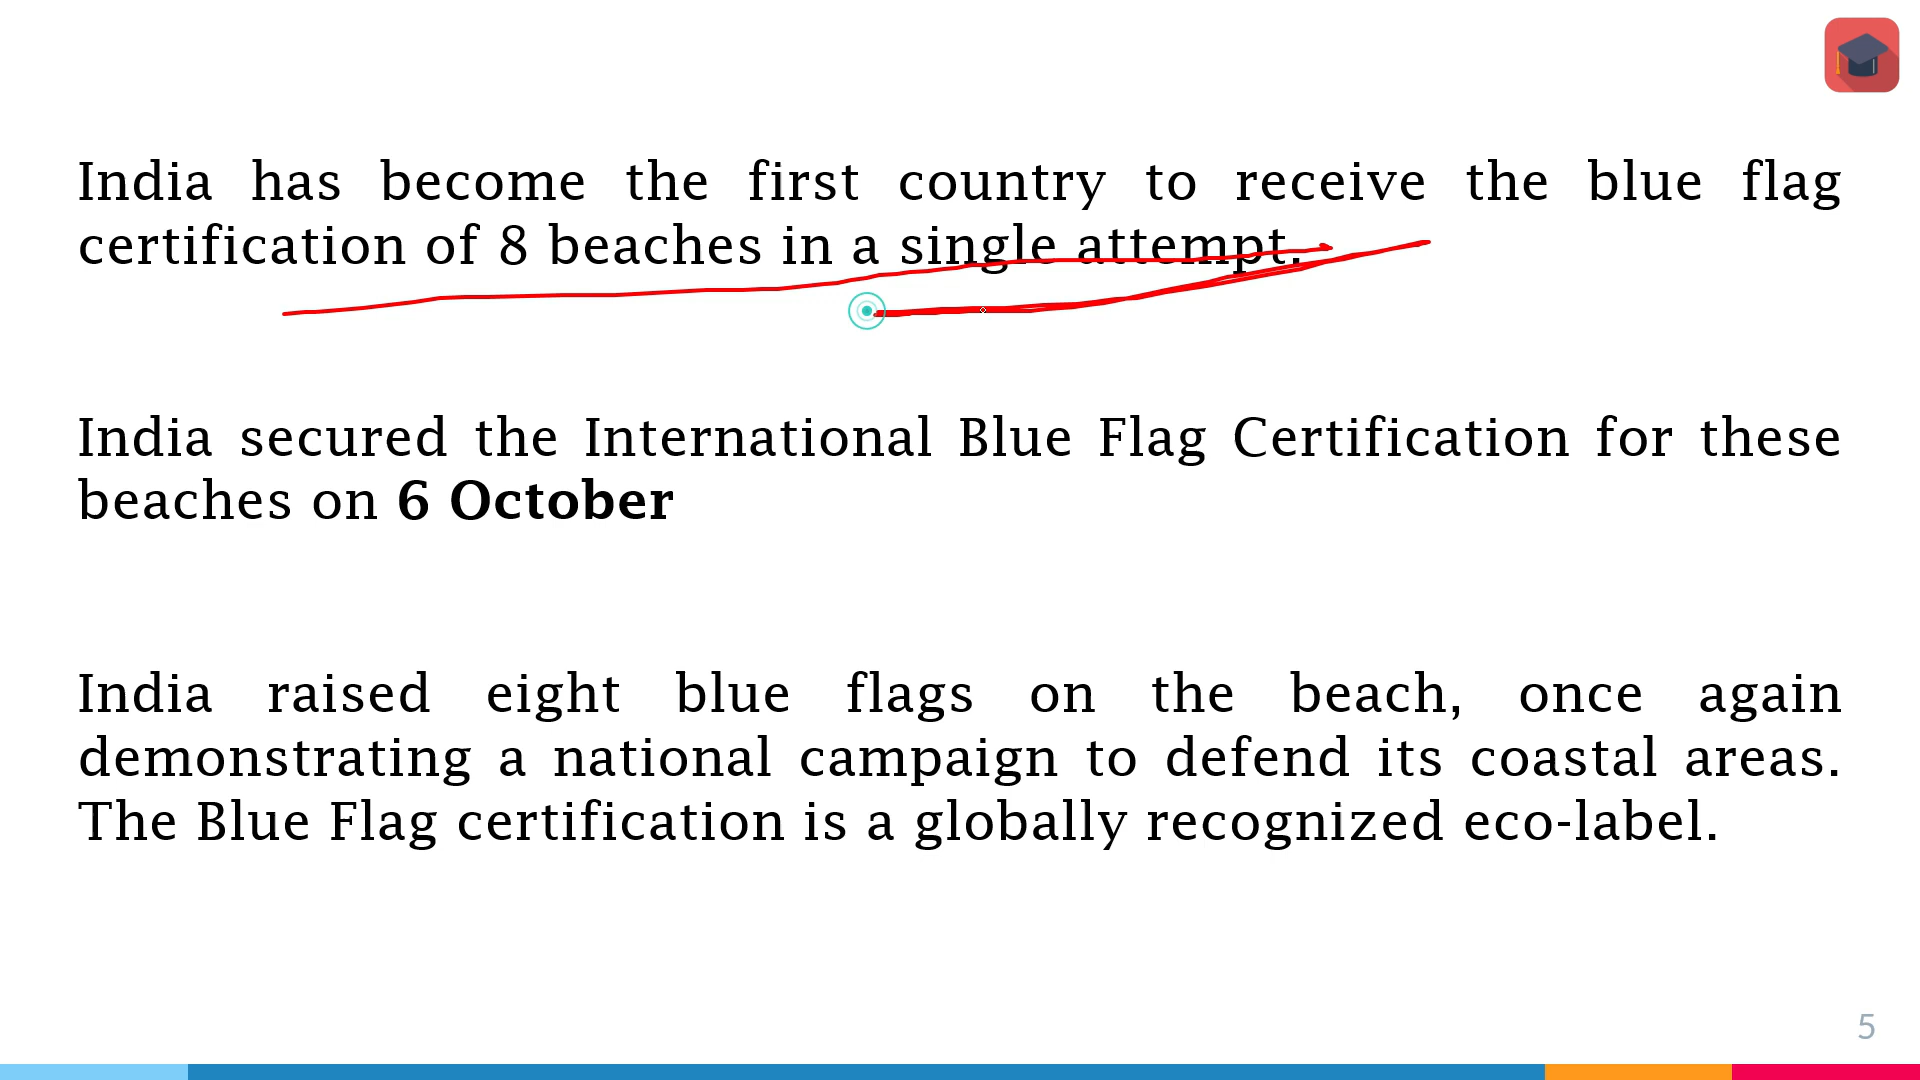 India has become the first country to receive the blue flag
certification of 8 beaches in a single attempt.
India secured the International Blue Flag Certification for these
beaches on 6 October
India raised eight blue flags on the beach, once again
demonstrating a national campaign to defend its coastal areas.
The Blue Flag certification is a globally recognized eco-label.
5